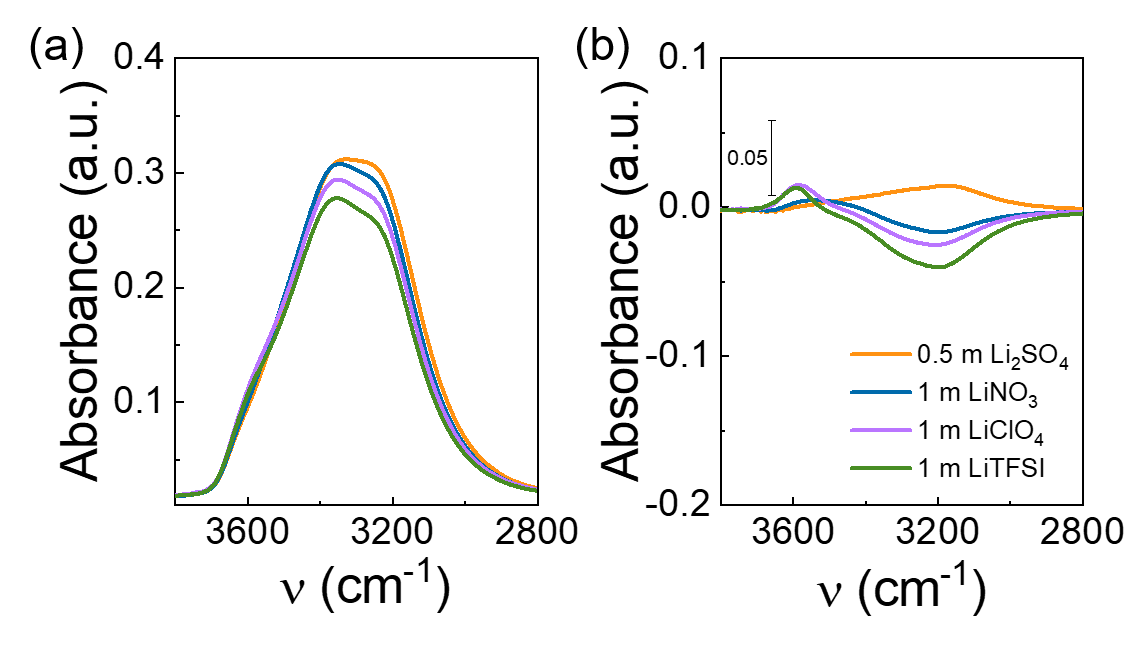 (a)
0.4
0.3
0.2
0.1
Absorbance (a.u.)
3600 3200 2800
ν (cm⁻¹)
(b)
0.1
0.0
-0.1
-0.2
Absorbance (a.u.)
0.05
0.5 m Li₂SO₄
1 m LiNO₃
1 m LiClO₄
1 m LiTFSI
3600 3200 2800
ν (cm⁻¹)